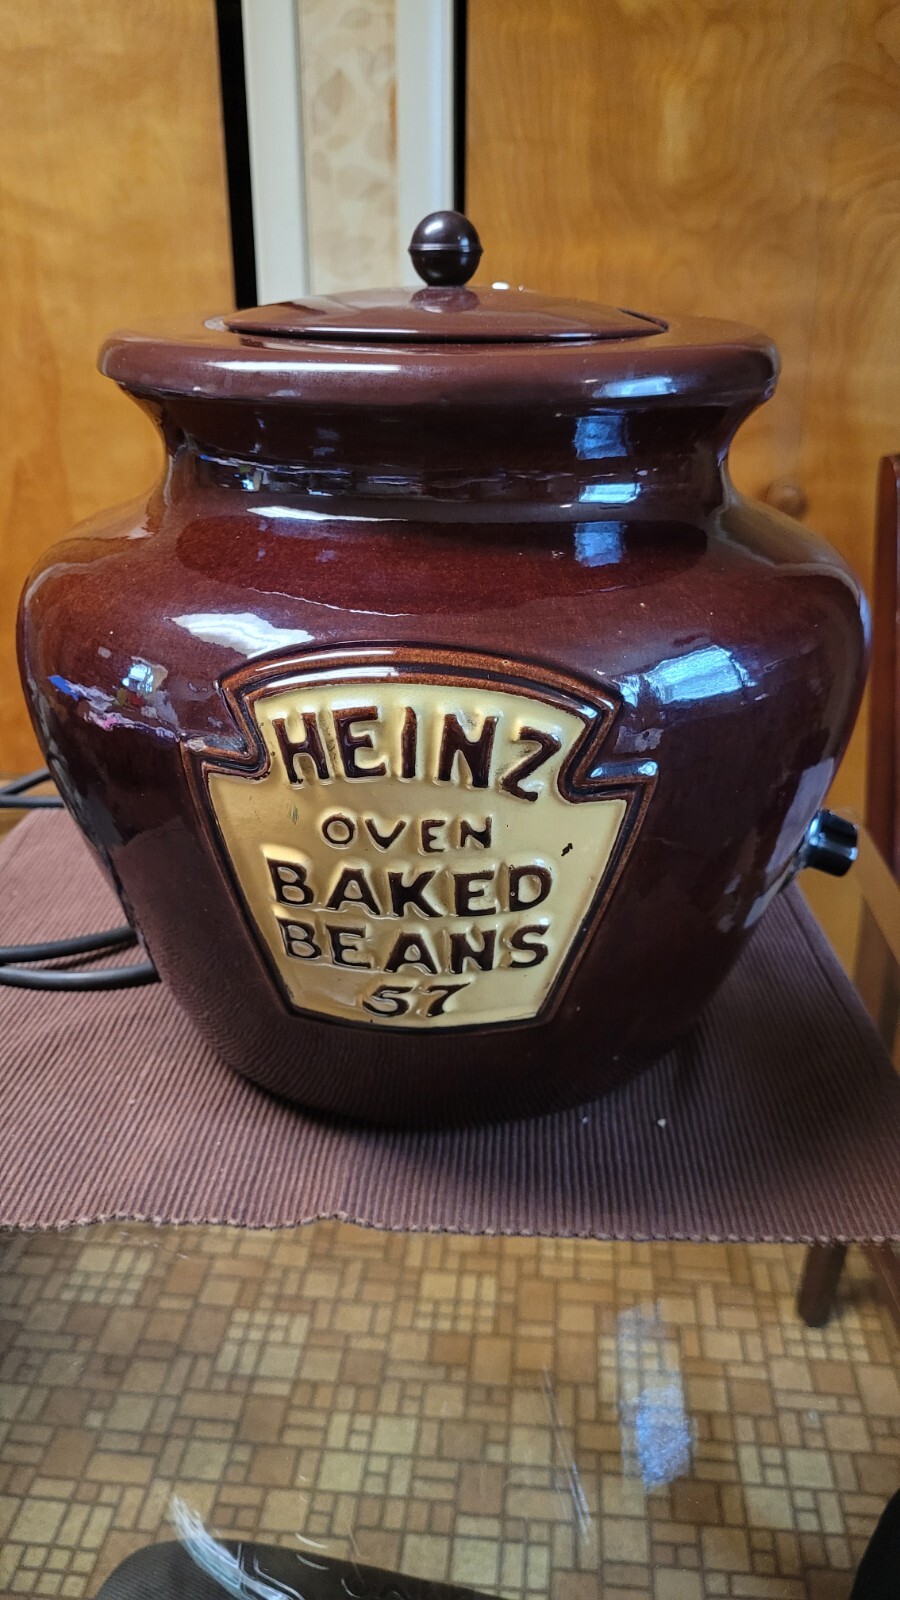 HEINZ
OVEN
BAKED
BEANS
57